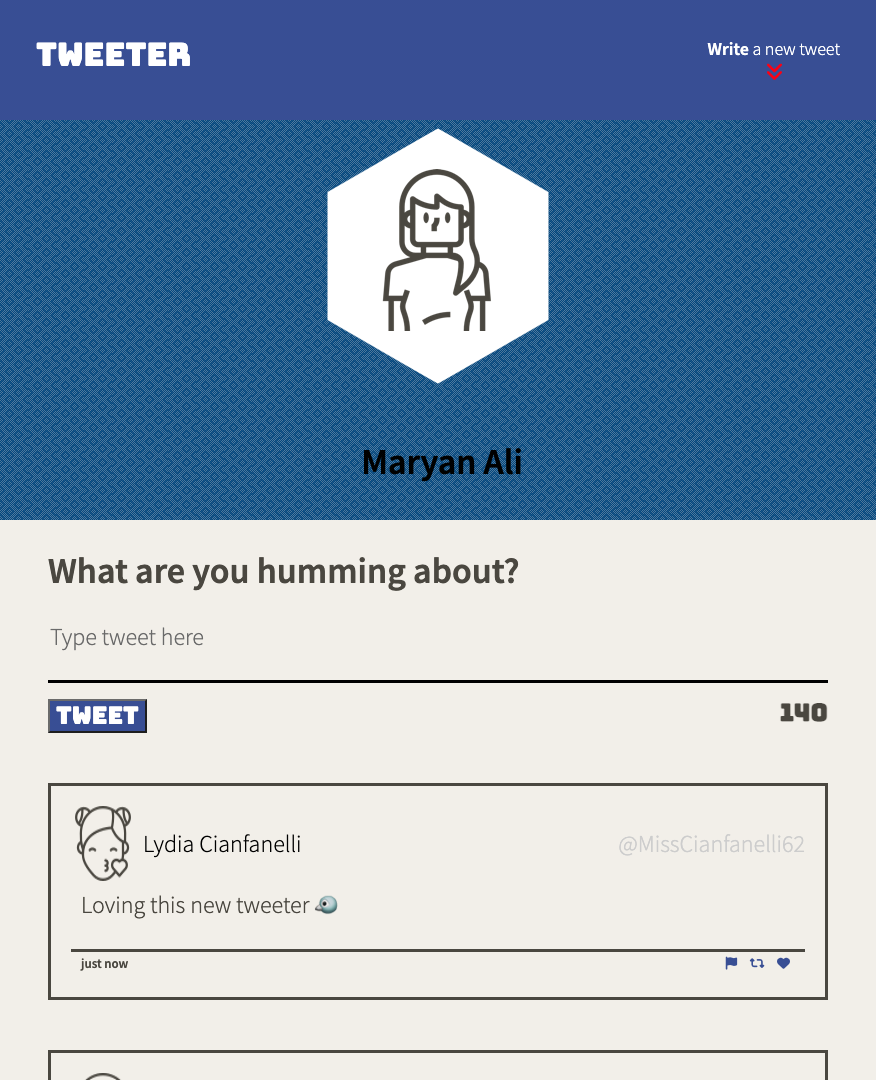 TWEETER
Write a new tweet
Maryan Ali
What are you humming about?
Type tweet here
TWEET
140
Lydia Cianfanelli
@MissCianfanelli62
Loving this new tweeter 🐦
just now